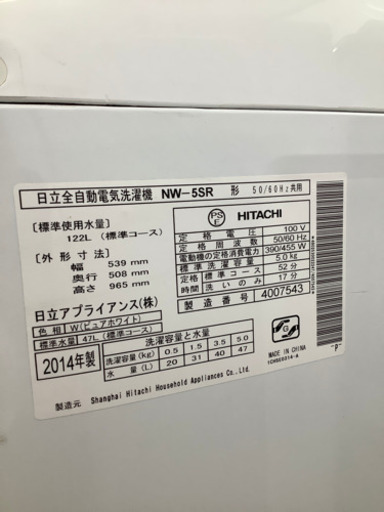 日立全自動電気洗濯機 NW-5SR 形 50/60Hz共用
〔標準使用水量〕
122L (標準コース)
〔外形寸法〕
幅 539 mm
奥行 508 mm
高さ 965 mm
日立アプライアンス(株)
PSE HITACHI
定格電圧 100 V
定格周波数 50/60 Hz
電動機の定格消費電力 390/455 W
標準洗濯容量 5.0kg
定格時間 標準コース 52分
洗いのみ 17分
製造番号 4007543
色相 W(ピュアホワイト)
標準水量 47L (標準コース)
2014年製
洗濯容量と水量
洗濯容量(kg) 0.5 1.5 3.5 5.0
水量(L) 20 31 40 47
G
MADE IN CHINA
"P"
製造元 Shanghai Hitachi Household Appliances Co., Ltd.